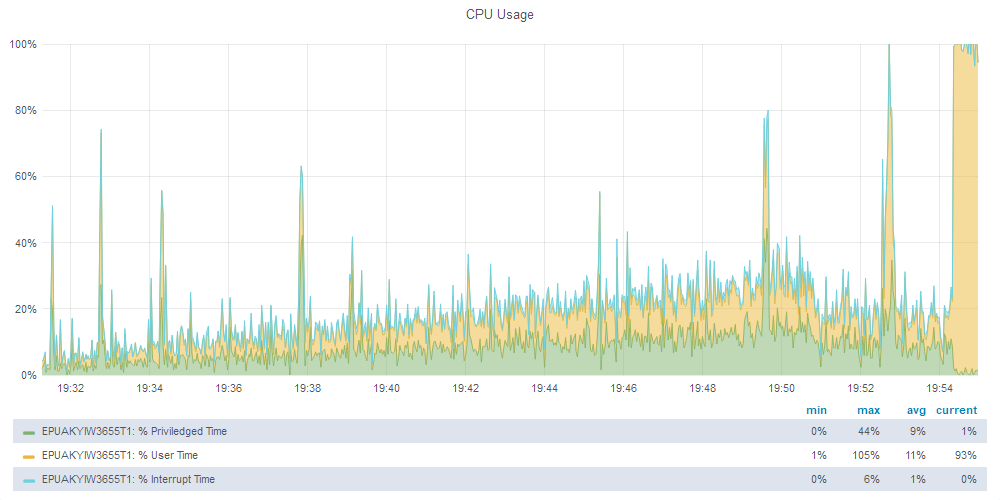 CPU Usage
100%
80%
60%
40%
20%
0%
19:32 19:34 19:36 19:38 19:40 19:42 19:44 19:46 19:48 19:50 19:52 19:54
min max avg current
EPUAKYIW3655T1: % Priviledged Time 0% 44% 9% 1%
EPUAKYIW3655T1: % User Time 1% 105% 11% 93%
EPUAKYIW3655T1: % Interrupt Time 0% 6% 1% 0%